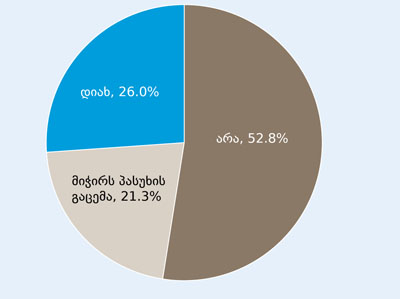 დიახ, 26.0%
არა, 52.8%
მიჭირს პასუხის
გაცემა, 21.3%